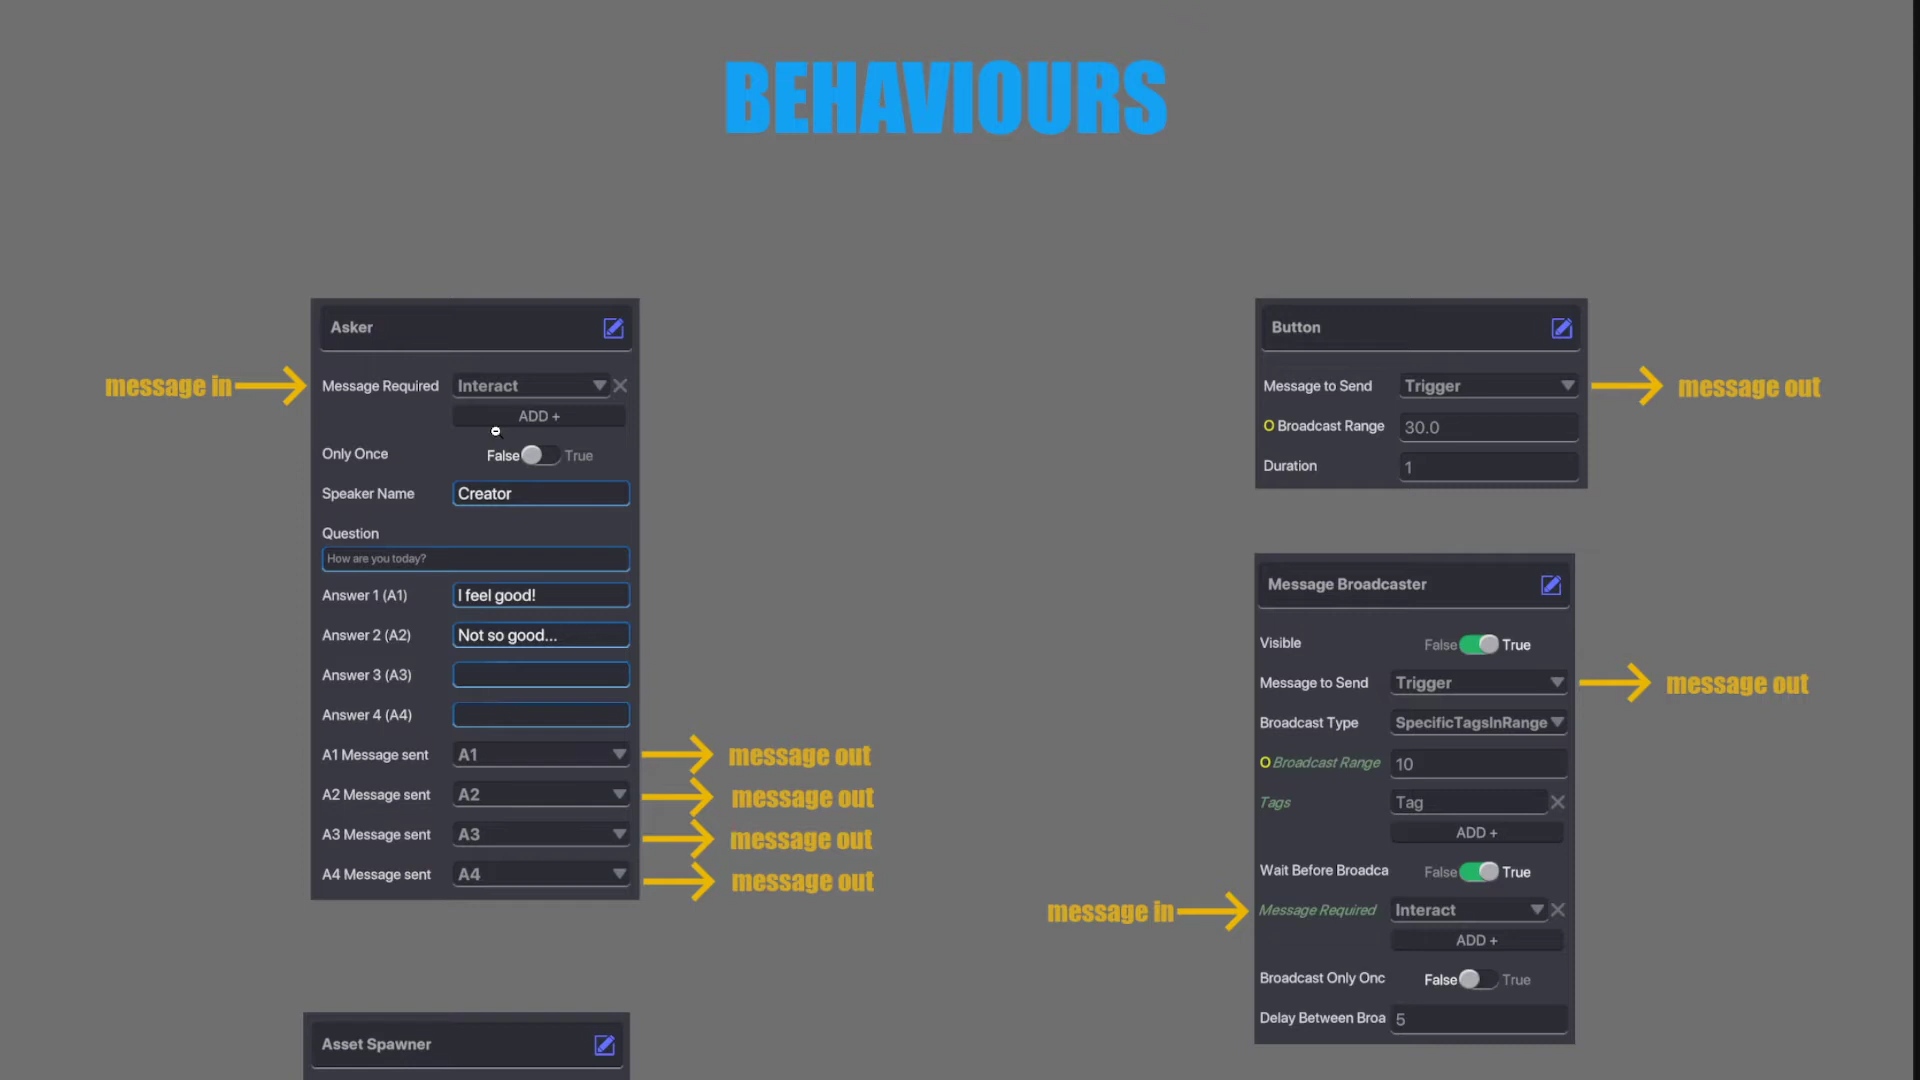 BEHAVIOURS
Asker
message in
Message Required Interact
ADD +
Only Once False True
Speaker Name Creator
Question
How are you today?
Answer 1 (A1) I feel good!
Answer 2 (A2) Not so good...
Answer 3 (A3)
Answer 4 (A4)
A1 Message sent A1 message out
A2 Message sent A2 message out
A3 Message sent A3 message out
A4 Message sent A4 message out
Asset Spawner
Button
Message to Send Trigger message out
O Broadcast Range 30.0
Duration 1
Message Broadcaster
Visible False True
Message to Send Trigger message out
Broadcast Type SpecificTagsInRange
O Broadcast Range 10
Tags Tag
ADD +
Wait Before Broadca False True
message in Message Required Interact
ADD +
Broadcast Only Onc False True
Delay Between Broa 5